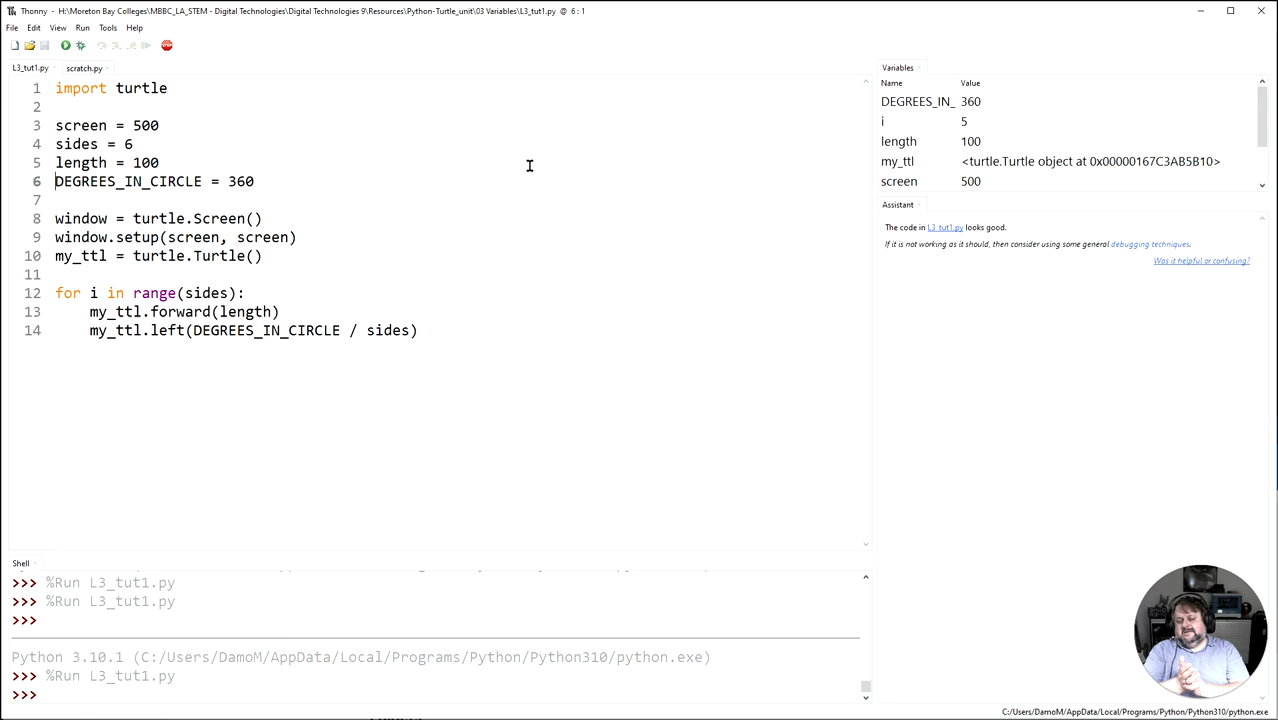 Thonny - H:\Moreton Bay Colleges\MBBC_LA_STEM - Digital Technologies\Digital Technologies 9\Resources\Python-Turtle_unit\03 Variables\L3_tut1.py @ 6 : 1
File Edit View Run Tools Help
L3_tut1.py scratch.py
1 import turtle
2
3 screen = 500
4 sides = 6
5 length = 100
6 DEGREES_IN_CIRCLE = 360
7
8 window = turtle.Screen()
9 window.setup(screen, screen)
10 my_ttl = turtle.Turtle()
11
12 for i in range(sides):
13 my_ttl.forward(length)
14 my_ttl.left(DEGREES_IN_CIRCLE / sides)
Variables
Name Value
DEGREES_IN_ 360
i 5
length 100
my_ttl <turtle.Turtle object at 0x00000167C3AB5B10>
screen 500
Assistant
The code in L3_tut1.py looks good.
If it is not working as it should, then consider using some general debugging techniques.
Was it helpful or confusing?
Shell
>>> %Run L3_tut1.py
>>> %Run L3_tut1.py
>>>
Python 3.10.1 (C:/Users/DamoM/AppData/Local/Programs/Python/Python310/python.exe)
>>> %Run L3_tut1.py
>>>
C:/Users/DamoM/AppData/Local/Programs/Python/Python310/python.exe